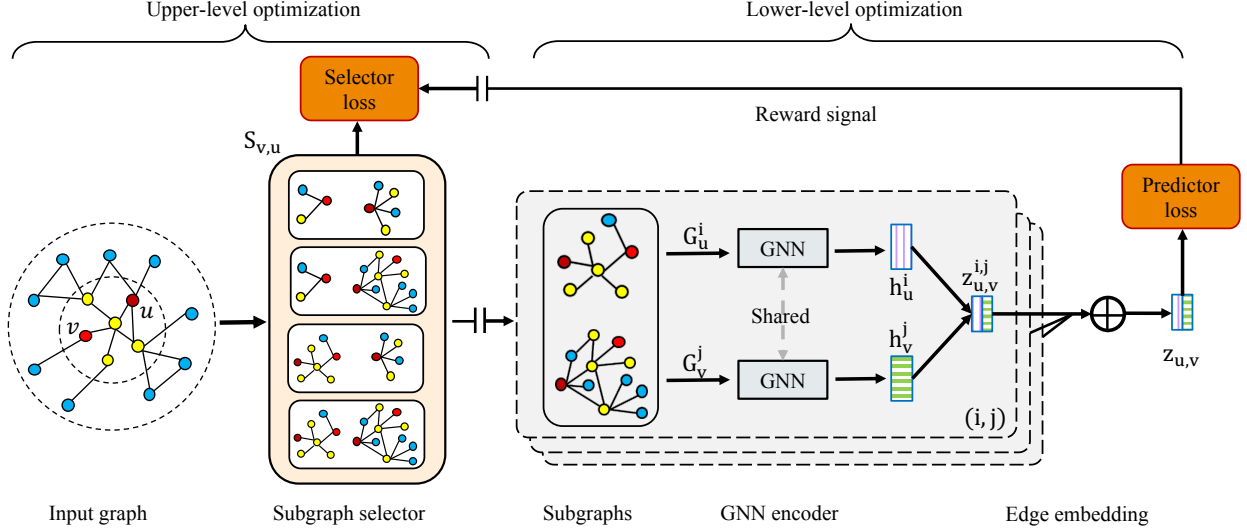 Upper-level optimization
Lower-level optimization
Selector
loss
Reward signal
S_{v,u}
Predictor
loss
u
v
G_u^i
GNN
h_u^i
z_{u,v}^{i,j}
Shared
G_v^j
GNN
h_v^j
z_{u,v}
(i, j)
Input graph
Subgraph selector
Subgraphs
GNN encoder
Edge embedding